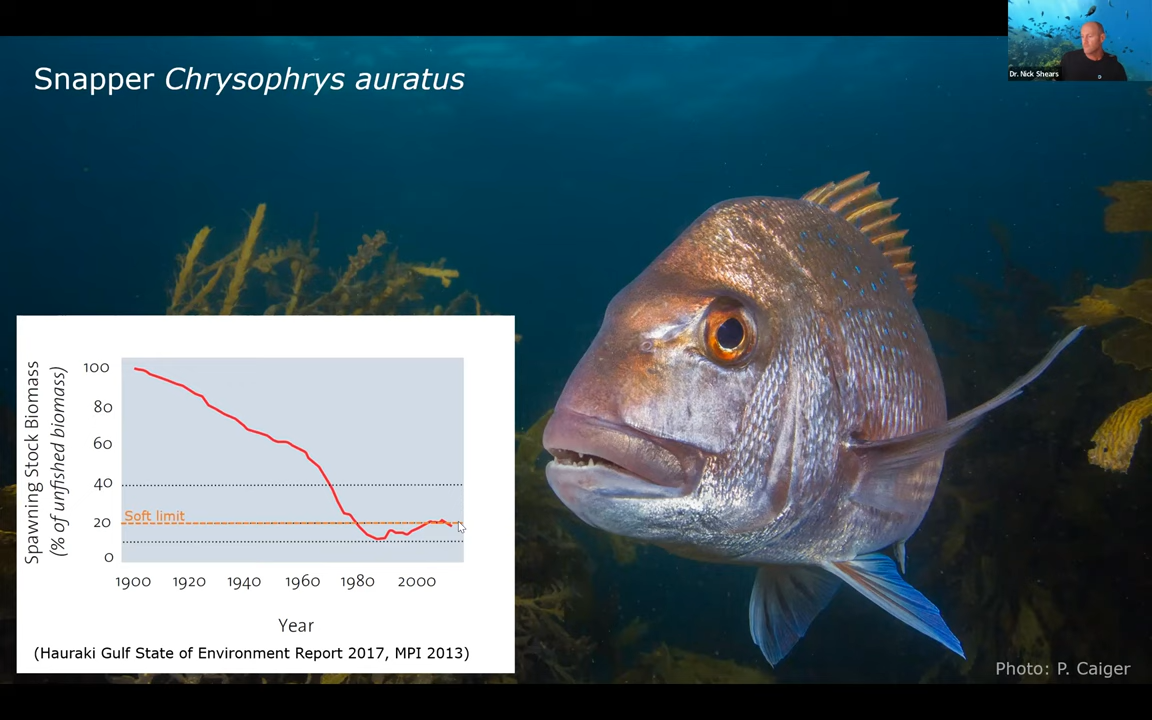 Dr. Nick Shears
Snapper Chrysophrys auratus
Spawning Stock Biomass
(% of unfished biomass)
100
80
60
40
20
0
Soft limit
1900 1920 1940 1960 1980 2000
Year
(Hauraki Gulf State of Environment Report 2017, MPI 2013)
Photo: P. Caiger